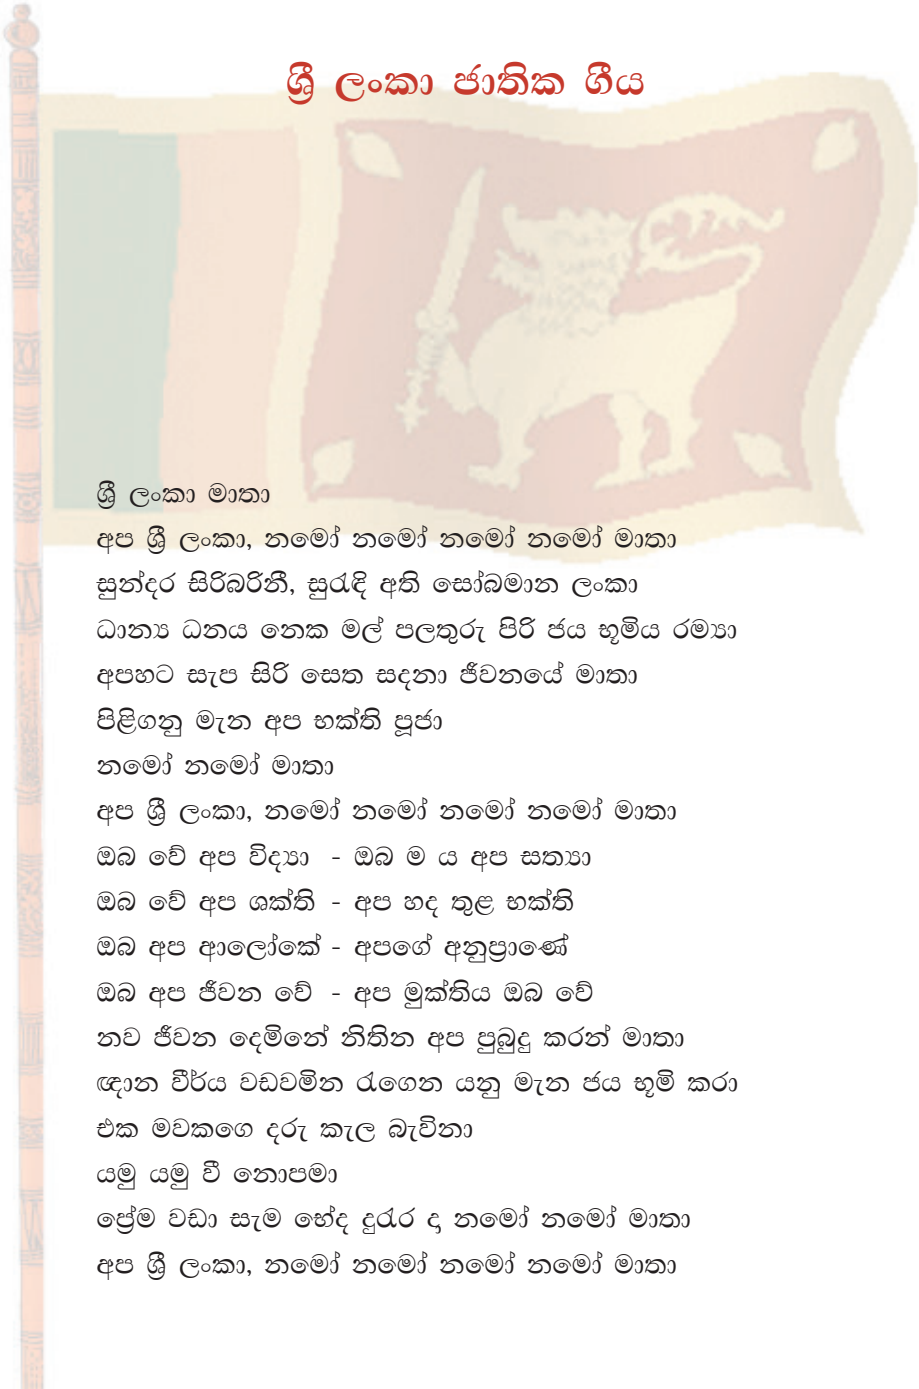 ශ්‍රී ලංකා ජාතික ගීය
ශ්‍රී ලංකා මාතා
අප ශ්‍රී ලංකා, නමෝ නමෝ නමෝ නමෝ මාතා
සුන්දර සිරිබරිනී, සුරැඳි අති සෝබමාන ලංකා
ධාන්‍ය ධනය නෙක මල් පලතුරු පිරි ජය භූමිය රම්‍යා
අපහට සැප සිරි සෙත සදනා ජීවනයේ මාතා
පිළිගනු මැන අප භක්ති පූජා
නමෝ නමෝ මාතා
අප ශ්‍රී ලංකා, නමෝ නමෝ නමෝ නමෝ මාතා
ඔබ වේ අප විද්‍යා - ඔබ ම ය අප සත්‍යා
ඔබ වේ අප ශක්ති - අප හද තුළ භක්ති
ඔබ අප ආලෝකේ - අපගේ අනුප්‍රාණේ
ඔබ අප ජීවන වේ - අප මුක්තිය ඔබ වේ
නව ජීවන දෙමිනේ නිතින අප පුබුදු කරන් මාතා
ඥාන වීර්ය වඩවමින රැගෙන යනු මැන ජය භූමි කරා
එක මවකගෙ දරු කැල බැවිනා
යමු යමු වී නොපමා
ප්‍රේම වඩා සැම භේද දුරැර දා නමෝ නමෝ මාතා
අප ශ්‍රී ලංකා, නමෝ නමෝ නමෝ නමෝ මාතා